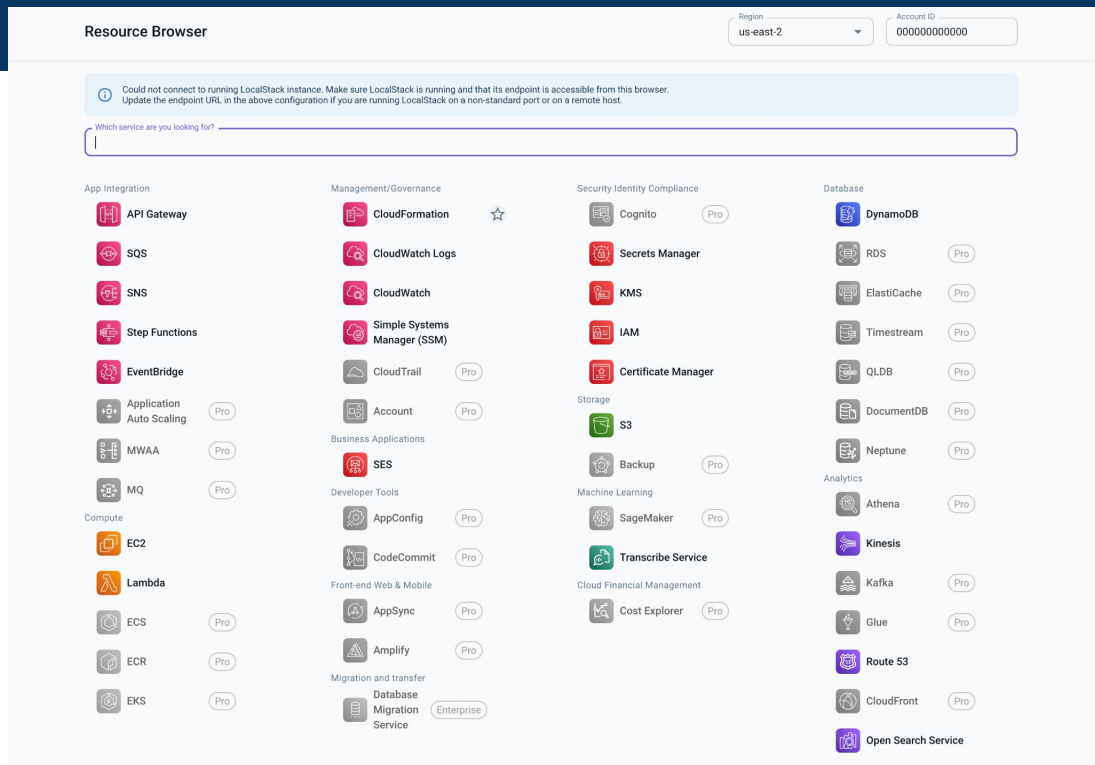 Resource Browser
Region
us-east-2
Account ID
000000000000
Could not connect to running LocalStack instance. Make sure LocalStack is running and that its endpoint is accessible from this browser.
Update the endpoint URL in the above configuration if you are running LocalStack on a non-standard port or on a remote host.
Which service are you looking for?
App Integration
API Gateway
SQS
SNS
Step Functions
EventBridge
Application
Auto Scaling
Pro
MWAA
Pro
MQ
Pro
Compute
EC2
Lambda
ECS
Pro
ECR
Pro
EKS
Pro
Management/Governance
CloudFormation
CloudWatch Logs
CloudWatch
Simple Systems
Manager (SSM)
CloudTrail
Pro
Account
Pro
Business Applications
SES
Developer Tools
AppConfig
Pro
CodeCommit
Pro
Front-end Web & Mobile
AppSync
Pro
Amplify
Pro
Migration and transfer
Database
Migration
Service
Enterprise
Security Identity Compliance
Cognito
Pro
Secrets Manager
KMS
IAM
Certificate Manager
Storage
S3
Backup
Pro
Machine Learning
SageMaker
Pro
Transcribe Service
Cloud Financial Management
Cost Explorer
Pro
Database
DynamoDB
RDS
Pro
ElastiCache
Pro
Timestream
Pro
QLDB
Pro
DocumentDB
Pro
Neptune
Pro
Analytics
Athena
Pro
Kinesis
Kafka
Pro
Glue
Pro
Route 53
CloudFront
Pro
Open Search Service